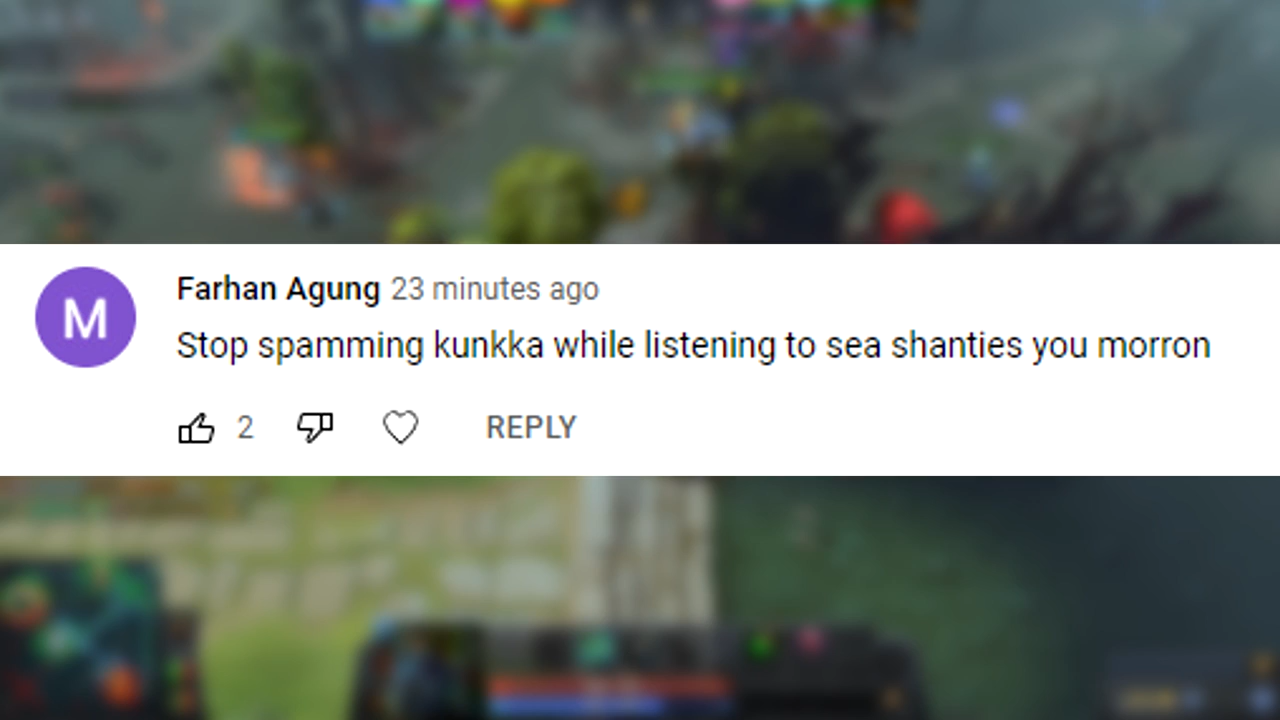 M
Farhan Agung 23 minutes ago
Stop spamming kunkka while listening to sea shanties you morron
2
REPLY